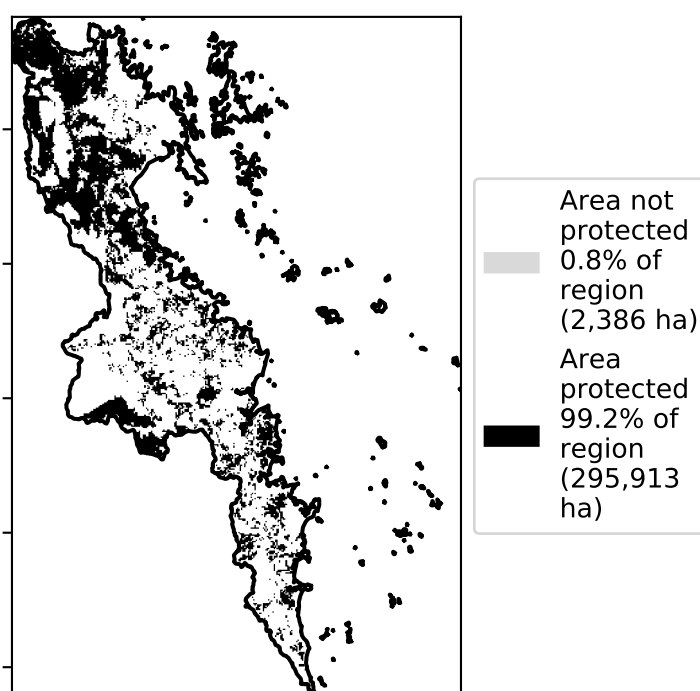 Area not
protected
0.8% of
region
(2,386 ha)
Area
protected
99.2% of
region
(295,913
ha)